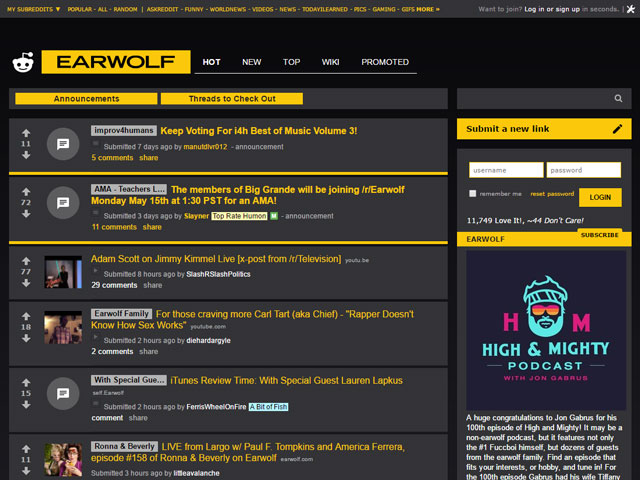 MY SUBREDDITS ▼ POPULAR - ALL - RANDOM | ASKREDDIT - FUNNY - WORLDNEWS - VIDEOS - NEWS - TODAYILEARNED - PICS - GAMING - GIFS MORE »
Want to join? Log in or sign up in seconds. |
EARWOLF
HOT NEW TOP WIKI PROMOTED
Announcements
Threads to Check Out
11
improv4humans Keep Voting For i4h Best of Music Volume 3!
Submitted 7 days ago by manutdlvr012 - announcement
5 comments share
72
AMA - Teachers L... The members of Big Grande will be joining /r/Earwolf
Monday May 15th at 1:30 PST for an AMA!
Submitted 3 days ago by Slayner Top Rate Humon M - announcement
11 comments share
77
Adam Scott on Jimmy Kimmel Live [x-post from /r/Television] youtu.be
Submitted 8 hours ago by SlashRSlashPolitics
29 comments share
18
Earwolf Family For those craving more Carl Tart (aka Chief) - "Rapper Doesn't
Know How Sex Works" youtube.com
Submitted 2 hours ago by diehardargyle
2 comments share
15
With Special Gue... iTunes Review Time: With Special Guest Lauren Lapkus
self.Earwolf
Submitted 2 hours ago by FerrisWheelOnFire A Bit of Fish
comment share
11
Ronna & Beverly LIVE from Largo w/ Paul F. Tompkins and America Ferrera,
episode #158 of Ronna & Beverly on Earwolf earwolf.com
Submitted 3 hours ago by littleavalanche
Submit a new link
username password
remember me reset password LOGIN
11,749 Love It!, ~44 Don't Care!
EARWOLF SUBSCRIBE
H M
HIGH & MIGHTY
PODCAST
WITH JON GABRUS
A huge congratulations to Jon Gabrus for his
100th episode of High and Mighty! It may be a
non-earwolf podcast, but it features not only
the #1 Fuccboi himself, but dozens of guests
from the earwolf family. Find an episode that
fits your interests, or hobby, and tune in! For
the 100th episode Gabrus had his wife Tiffany